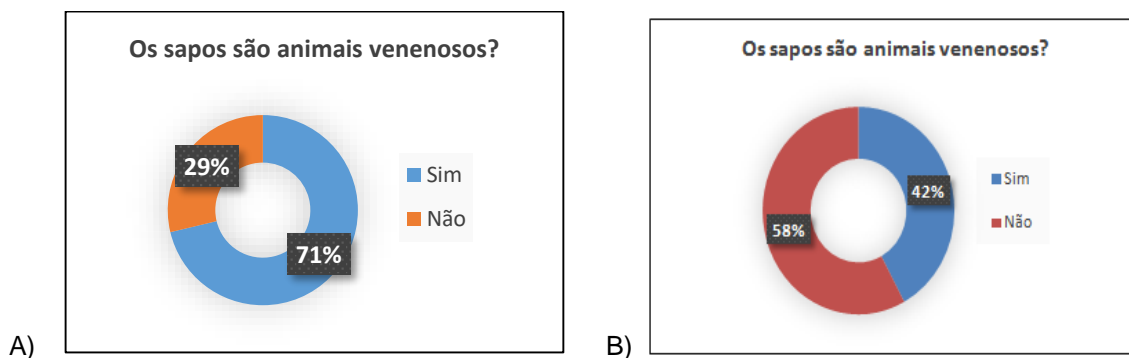 Os sapos são animais venenosos?
29%
71%
Sim
Não
A)
Os sapos são animais venenosos?
42%
58%
Sim
Não
B)